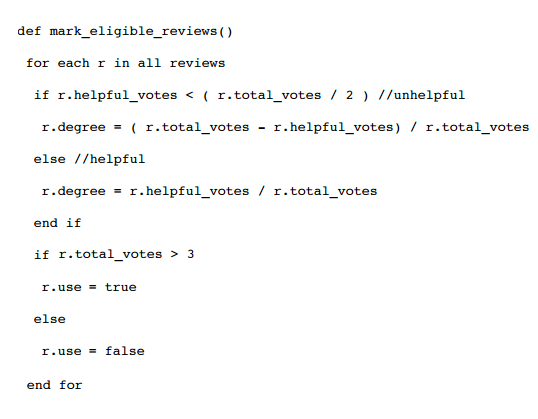 def mark_eligible_reviews()
for each r in all reviews
if r.helpful_votes < ( r.total_votes / 2 ) //unhelpful
r.degree = ( r.total_votes – r.helpful_votes) / r.total_votes
else //helpful
r.degree = r.helpful_votes / r.total_votes
end if
if r.total_votes > 3
r.use = true
else
r.use = false
end for